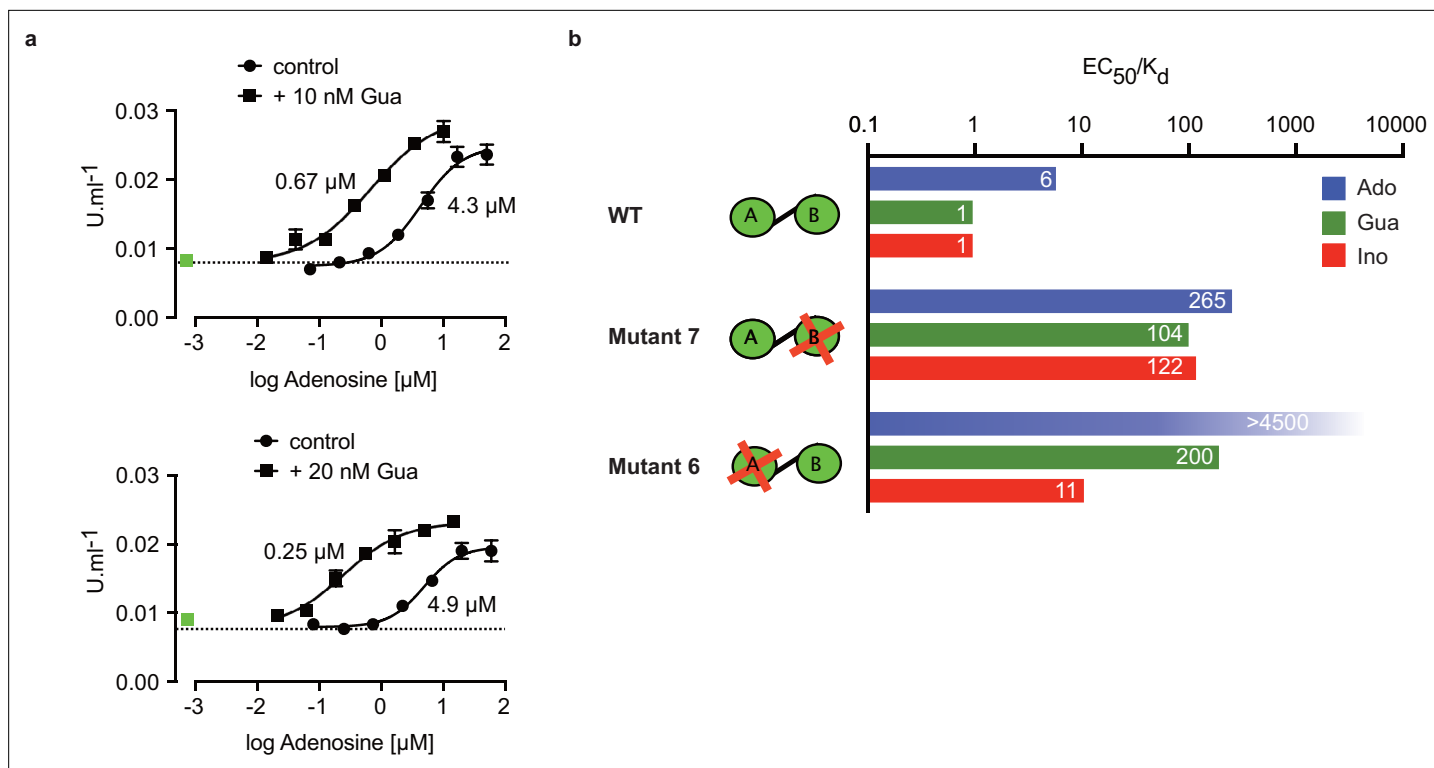 a
control
+ 10 nM Gua
0.03
0.02
0.01
0.00
U.ml-1
0.67 µM
4.3 µM
-3 -2 -1 0 1 2
log Adenosine [µM]
control
+ 20 nM Gua
0.03
0.02
0.01
0.00
U.ml-1
0.25 µM
4.9 µM
-3 -2 -1 0 1 2
log Adenosine [µM]
b
EC50/Kd
0.1 1 10 100 1000 10000
Ado
Gua
Ino
WT
A B
6
1
1
Mutant 7
A B
265
104
122
Mutant 6
A B
>4500
200
11